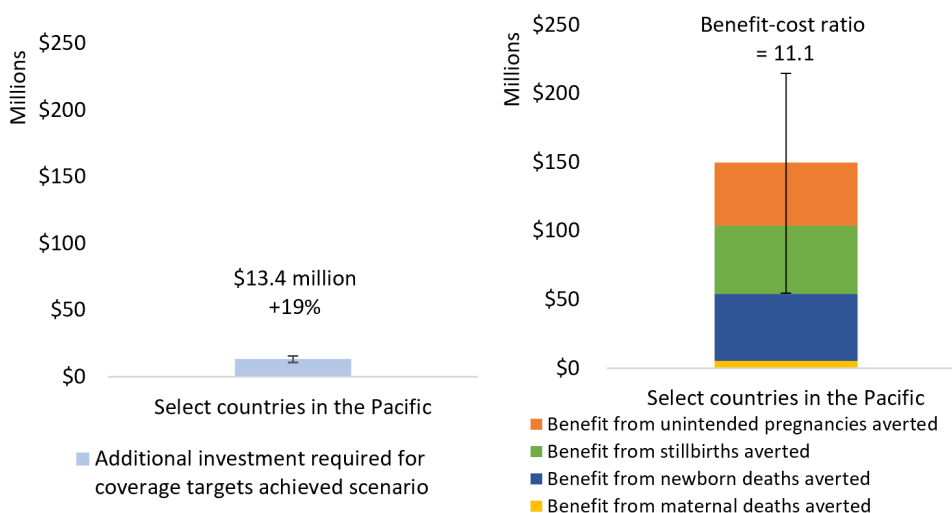 Millions
$250
$200
$150
$100
$50
$0
$13.4 million
+19%
Select countries in the Pacific
Additional investment required for
coverage targets achieved scenario
Millions
$250
$200
$150
$100
$50
$0
Benefit-cost ratio
= 11.1
Select countries in the Pacific
Benefit from unintended pregnancies averted
Benefit from stillbirths averted
Benefit from newborn deaths averted
Benefit from maternal deaths averted